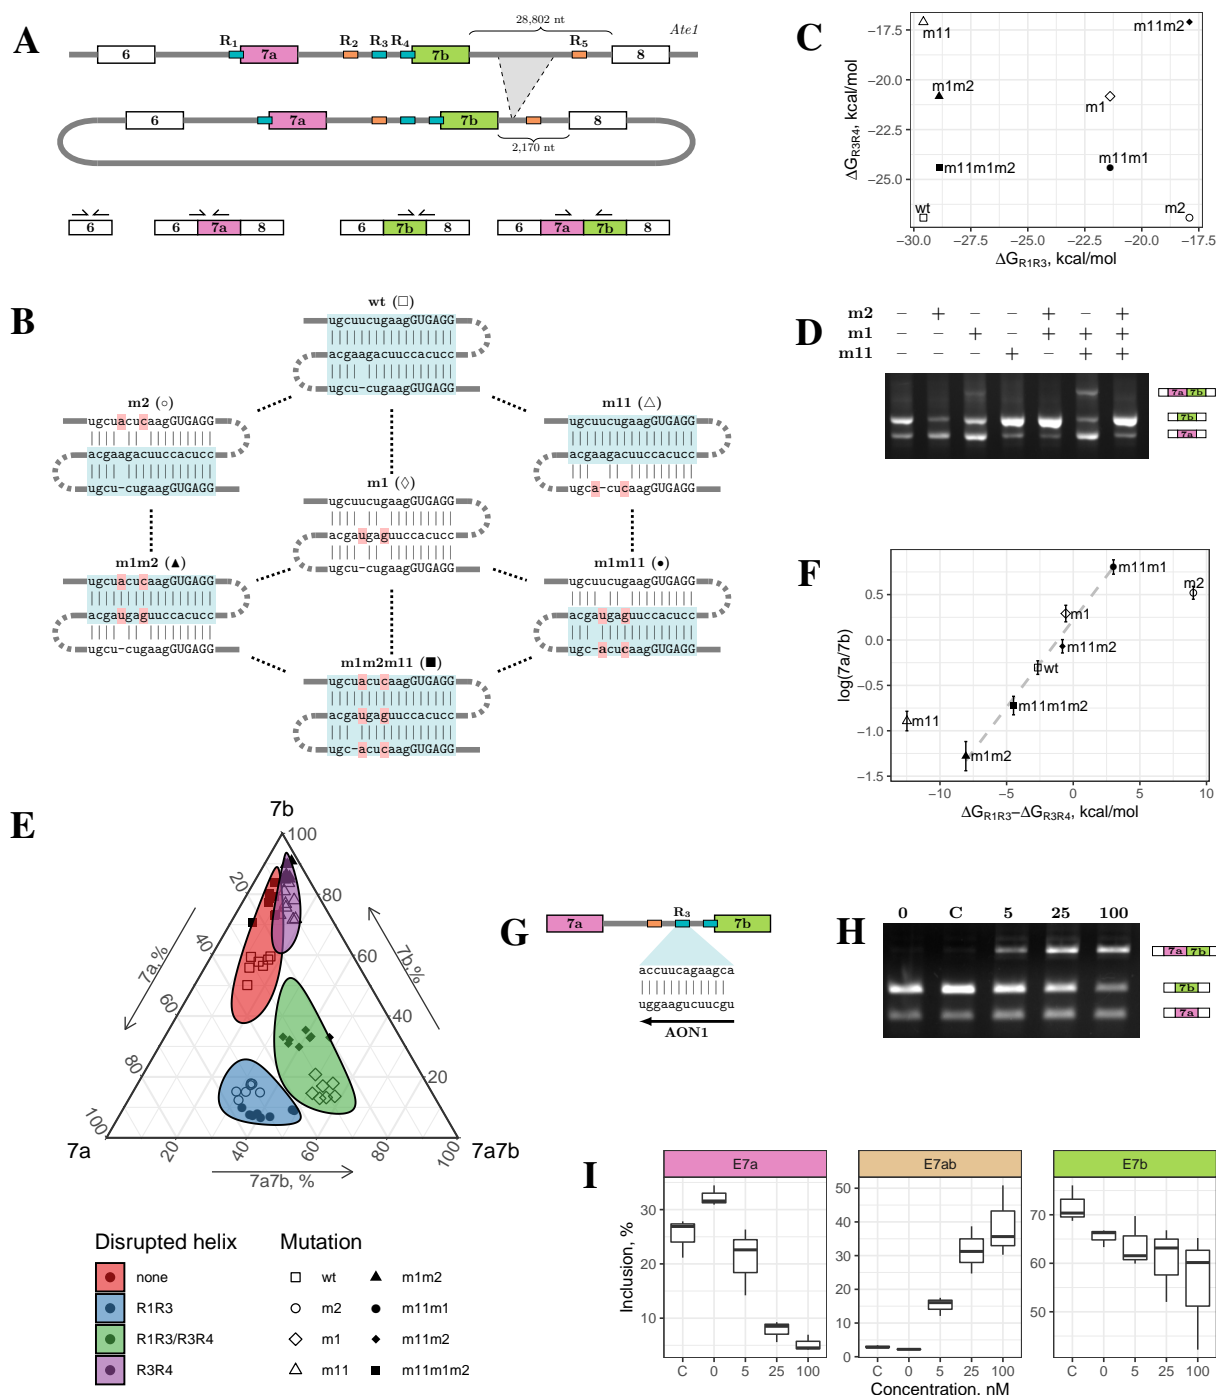 A
28,802 nt
Ate1
R1 R2 R3 R4 R5
6 7a 7b 8
6 7a 7b 8
2,170 nt
6
6 7a 8
6 7b 8
6 7a 7b 8
B
wt (□)
ugcuucugaagGUGAGG
acgaagacuuccacucc
ugcu-cugaagGUGAGG
m2 (○)
ugcuacucaagGUGAGG
acgaagacuuccacucc
ugcu-cugaagGUGAGG
m11 (△)
ugcuucugaagGUGAGG
acgaagacuuccacucc
ugca-cucaagGUGAGG
m1 (◊)
ugcuucugaagGUGAGG
acgaugaguuccacucc
ugcu-cugaagGUGAGG
m1m2 (▲)
ugcuacucaagGUGAGG
acgaugaguuccacucc
ugcu-cugaagGUGAGG
m1m11 (●)
ugcuucugaagGUGAGG
acgaugaguuccacucc
ugc-acucaagGUGAGG
m1m2m11 (■)
ugcuacucaagGUGAGG
acgaugaguuccacucc
ugc-acucaagGUGAGG
C
ΔG_R3R4, kcal/mol
−17.5
−20.0
−22.5
−25.0
m11
m11m2
m1m2
m1
m11m1m2
m11m1
wt
m2
−30.0 −27.5 −25.0 −22.5 −20.0 −17.5
ΔG_R1R3, kcal/mol
D
m2 − + − − + − +
m1 − − + − + + +
m11 − − − + − + +
7a 7b
7b
7a
E
7b
100
20 80
40 60
60 40
80 20
100
7a, %
7b,%
7a 7a7b
20 40 60 80 100
7a7b, %
Disrupted helix
none
R1R3
R1R3/R3R4
R3R4
Mutation
wt m1m2
m2 m11m1
m1 m11m2
m11 m11m1m2
F
log(7a/7b)
0.5
0.0
−0.5
−1.0
−1.5
m11m1
m2
m1
m11m2
wt
m11m1m2
m11
m1m2
−10 −5 0 5 10
ΔG_R1R3−ΔG_R3R4, kcal/mol
G
R3
7a 7b
accuucagaagca
uggaagucuucgu
AON1
H
0 C 5 25 100
7a 7b
7b
7a
I
Inclusion, %
E7a
30
20
10
C 0 5 25 100
E7ab
50
40
30
20
10
0
C 0 5 25 100
E7b
70
60
50
C 0 5 25 100
Concentration, nM